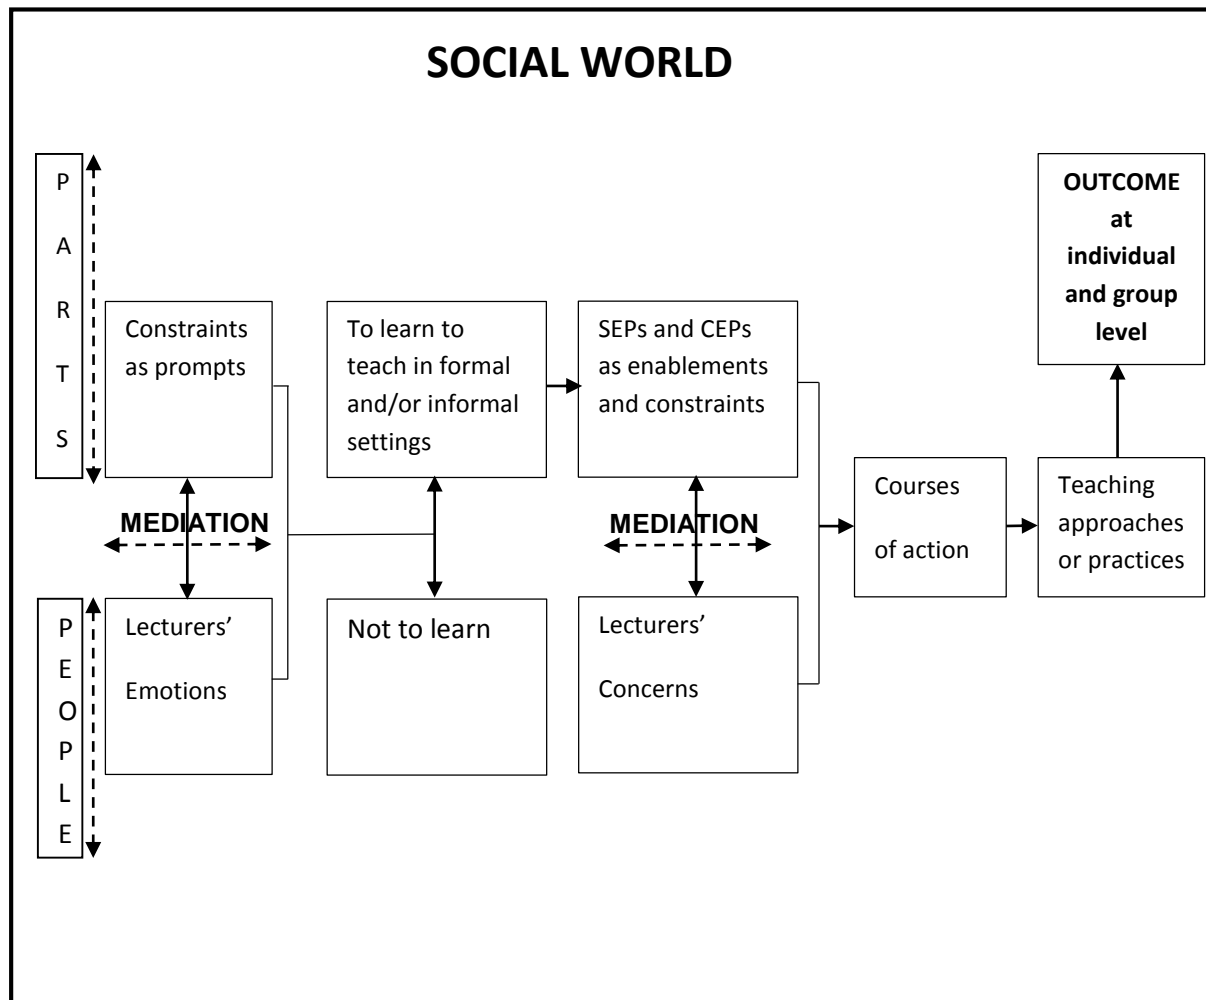 SOCIAL WORLD
P
A
R
T
S
OUTCOME
at
individual
and group
level
Constraints
as prompts
To learn to
teach in formal
and/or informal
settings
SEPs and CEPs
as enablements
and constraints
MEDIATION
MEDIATION
Courses
of action
Teaching
approaches
or practices
P
E
O
P
L
E
Lecturers’
Emotions
Not to learn
Lecturers’
Concerns